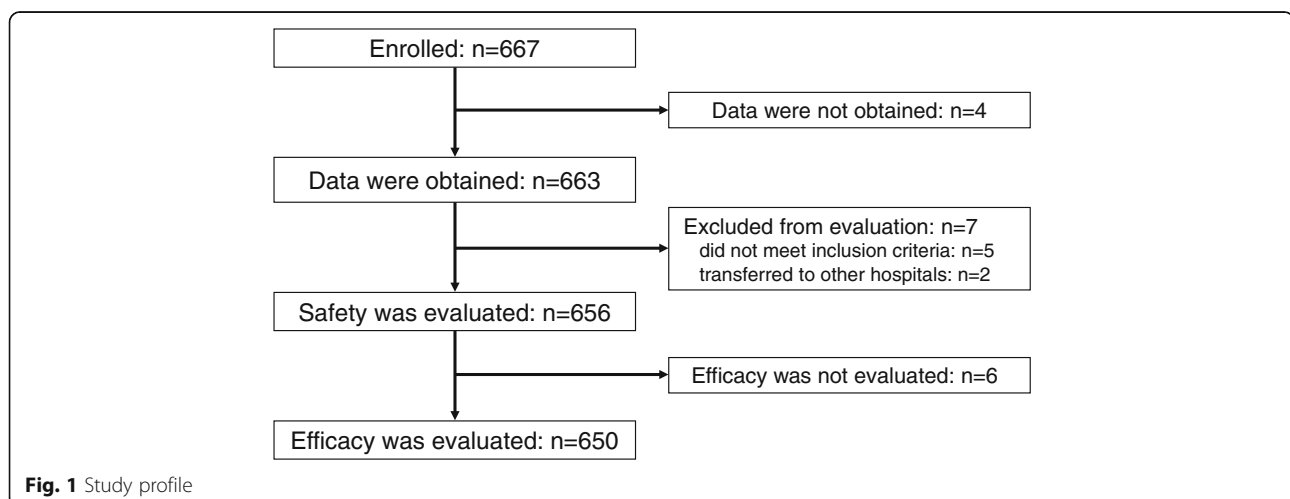 Enrolled: n=667
Data were not obtained: n=4
Data were obtained: n=663
Excluded from evaluation: n=7
did not meet inclusion criteria: n=5
transferred to other hospitals: n=2
Safety was evaluated: n=656
Efficacy was not evaluated: n=6
Efficacy was evaluated: n=650
Fig. 1 Study profile